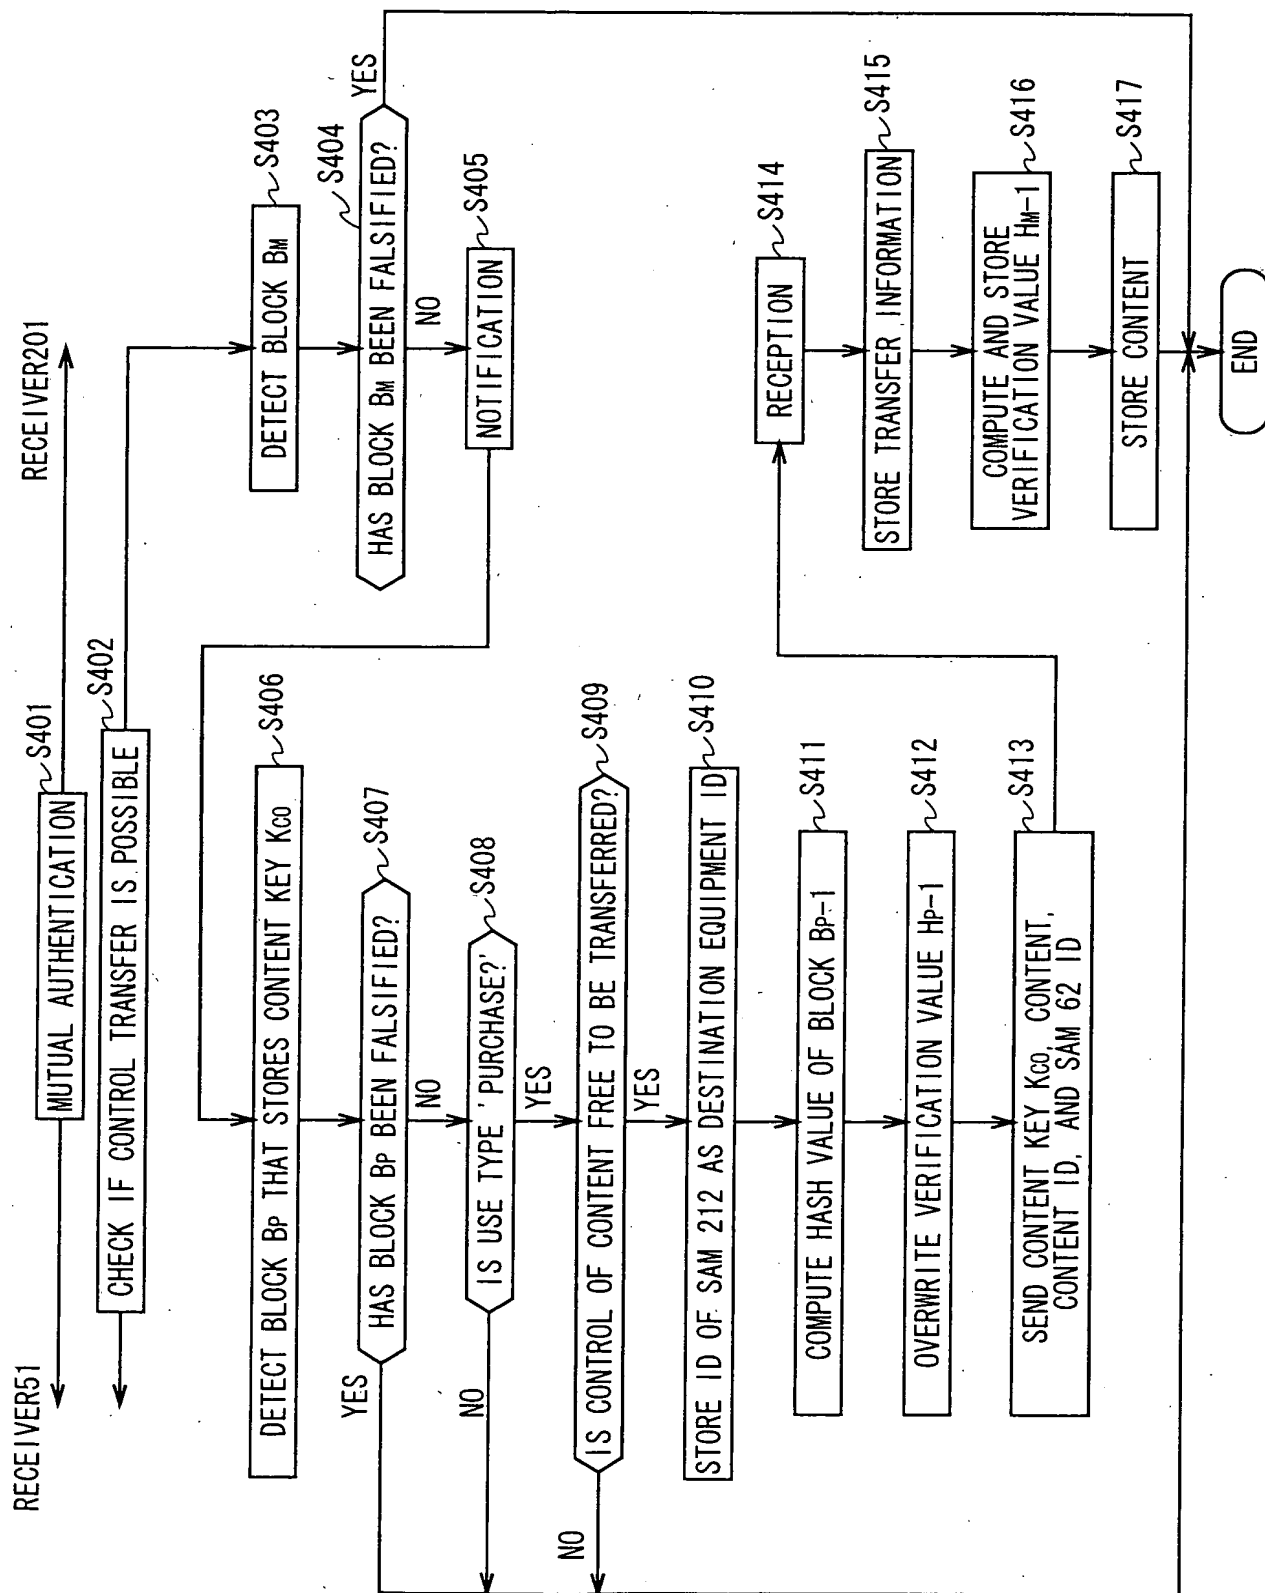 RECEIVER51
RECEIVER201
MUTUAL AUTHENTICATION
S401
CHECK IF CONTROL TRANSFER IS POSSIBLE
S402
DETECT BLOCK BM
S403
HAS BLOCK BM BEEN FALSIFIED?
S404
YES
NO
NOTIFICATION
S405
DETECT BLOCK BP THAT STORES CONTENT KEY KCO
S406
HAS BLOCK BP BEEN FALSIFIED?
S407
YES
NO
IS USE TYPE 'PURCHASE?'
S408
NO
YES
IS CONTROL OF CONTENT FREE TO BE TRANSFERRED?
S409
NO
YES
STORE ID OF SAM 212 AS DESTINATION EQUIPMENT ID
S410
COMPUTE HASH VALUE OF BLOCK BP-1
S411
OVERWRITE VERIFICATION VALUE HP-1
S412
SEND CONTENT KEY KCO, CONTENT,
CONTENT ID, AND SAM 62 ID
S413
RECEPTION
S414
STORE TRANSFER INFORMATION
S415
COMPUTE AND STORE
VERIFICATION VALUE HM-1
S416
STORE CONTENT
S417
END